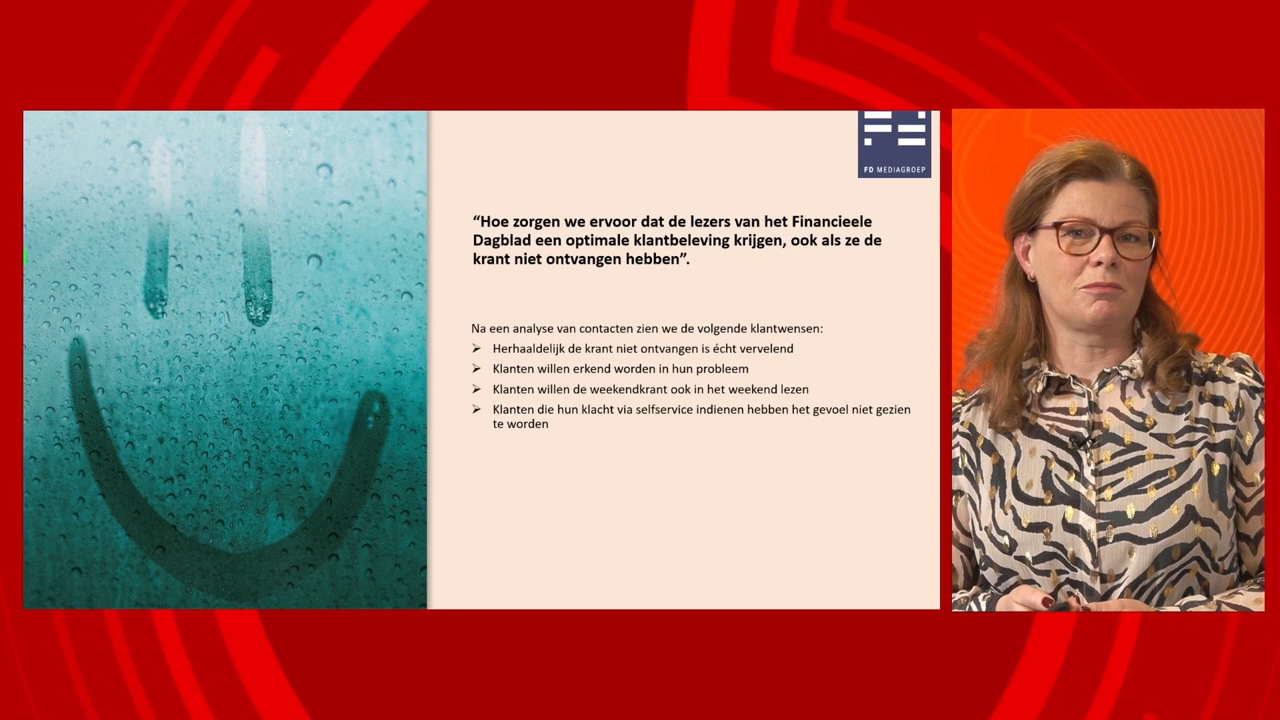 FD MEDIAGROEP
“Hoe zorgen we ervoor dat de lezers van het Financieele
Dagblad een optimale klantbeleving krijgen, ook als ze de
krant niet ontvangen hebben”.
Na een analyse van contacten zien we de volgende klantwensen:
➢ Herhaaldelijk de krant niet ontvangen is écht vervelend
➢ Klanten willen erkend worden in hun probleem
➢ Klanten willen de weekendkrant ook in het weekend lezen
➢ Klanten die hun klacht via selfservice indienen hebben het gevoel niet gezien
te worden